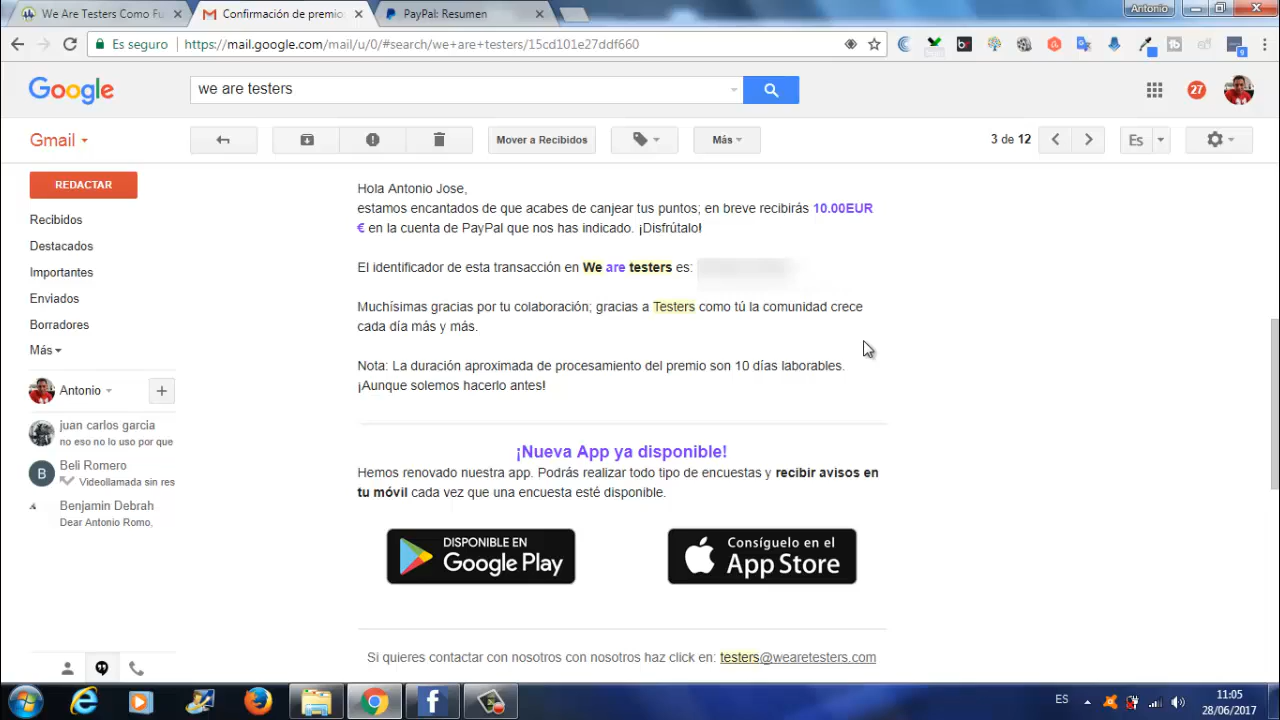 We Are Testers Como Fu
Confirmación de premio
PayPal: Resumen
Antonio
Es seguro
https://mail.google.com/mail/u/0/#search/we+are+testers/15cd101e27ddf660
Google
we are testers
27
Gmail
Mover a Recibidos
Más
3 de 12
Es
REDACTAR
Recibidos
Destacados
Importantes
Enviados
Borradores
Más
Antonio
juan carlos garcia
no eso no lo uso por que
B
Beli Romero
Videollamada sin res
Benjamin Debrah
Dear Antonio Romo,
Hola Antonio Jose,
estamos encantados de que acabes de canjear tus puntos; en breve recibirás 10.00EUR
€ en la cuenta de PayPal que nos has indicado. ¡Disfrútalo!
El identificador de esta transacción en We are testers es:
Muchísimas gracias por tu colaboración; gracias a Testers como tú la comunidad crece
cada día más y más.
Nota: La duración aproximada de procesamiento del premio son 10 días laborables.
¡Aunque solemos hacerlo antes!
¡Nueva App ya disponible!
Hemos renovado nuestra app. Podrás realizar todo tipo de encuestas y recibir avisos en
tu móvil cada vez que una encuesta esté disponible.
DISPONIBLE EN
Google Play
Consíguelo en el
App Store
Si quieres contactar con nosotros con nosotros haz click en: testers@wearetesters.com
ES
11:05
28/06/2017